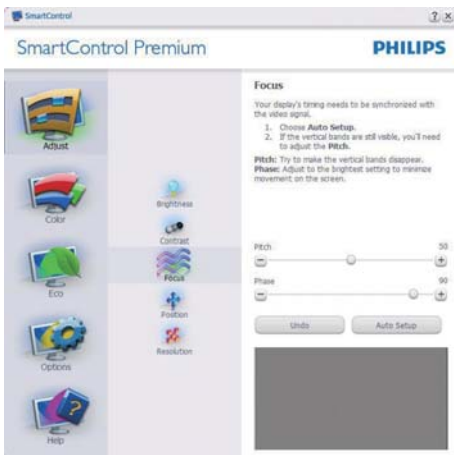 SmartControl
SmartControl Premium
PHILIPS
Adjust
Color
Eco
Options
Help
Brightness
Contrast
Focus
Position
Resolution
Focus
Your display's timing needs to be synchronized with
the video signal.
1. Choose Auto Setup.
2. If the vertical bands are still visible, you'll need
to adjust the Pitch.
Pitch: Try to make the vertical bands disappear.
Phase: Adjust to the brightest setting to minimize
movement on the screen.
Pitch 50
Phase 90
Undo Auto Setup